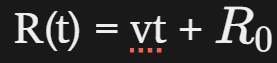 R(t) = vt + R₀